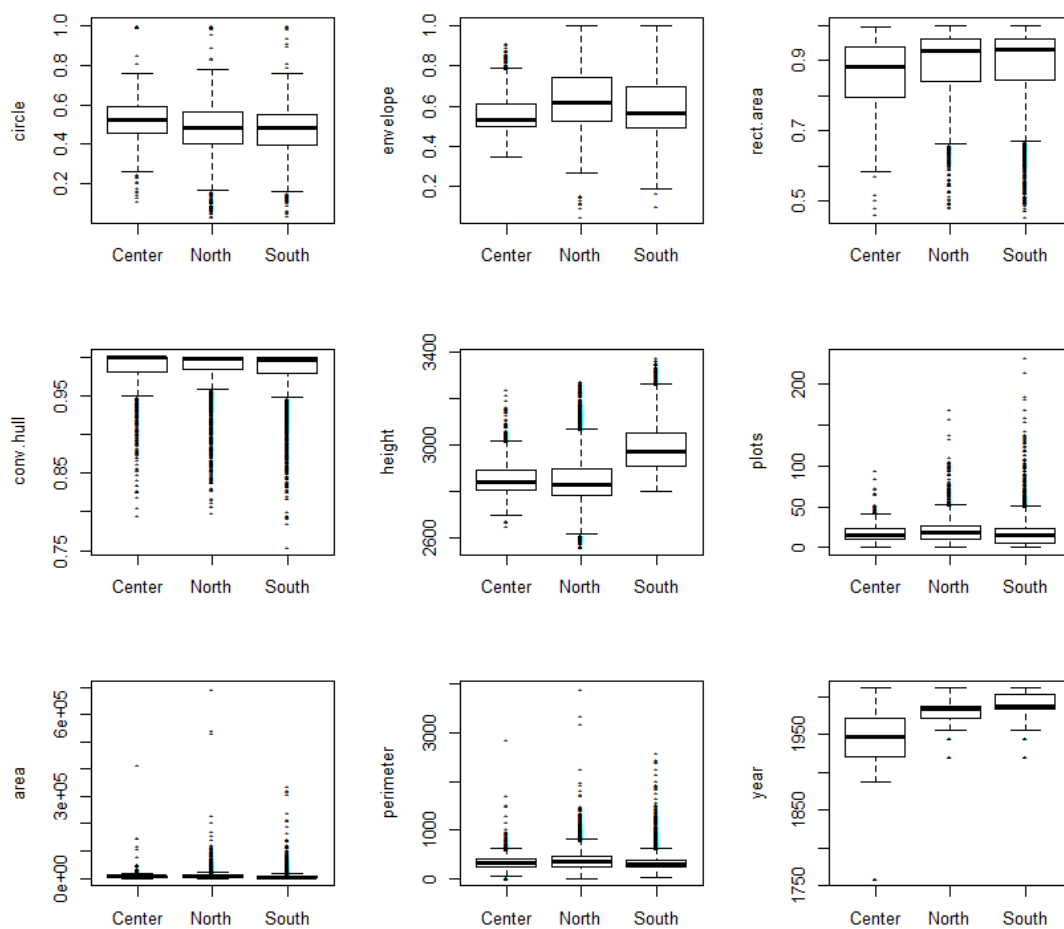 circle
1.0
0.8
0.6
0.4
0.2
Center North South
envelope
1.0
0.8
0.6
0.4
0.2
Center North South
rect.area
0.9
0.7
0.5
Center North South
conv.hull
0.95
0.85
0.75
Center North South
height
3400
3000
2600
Center North South
plots
200
100
50
0
Center North South
area
6e+05
3e+05
0e+00
Center North South
perimeter
3000
1000
0
Center North South
year
1950
1850
1750
Center North South